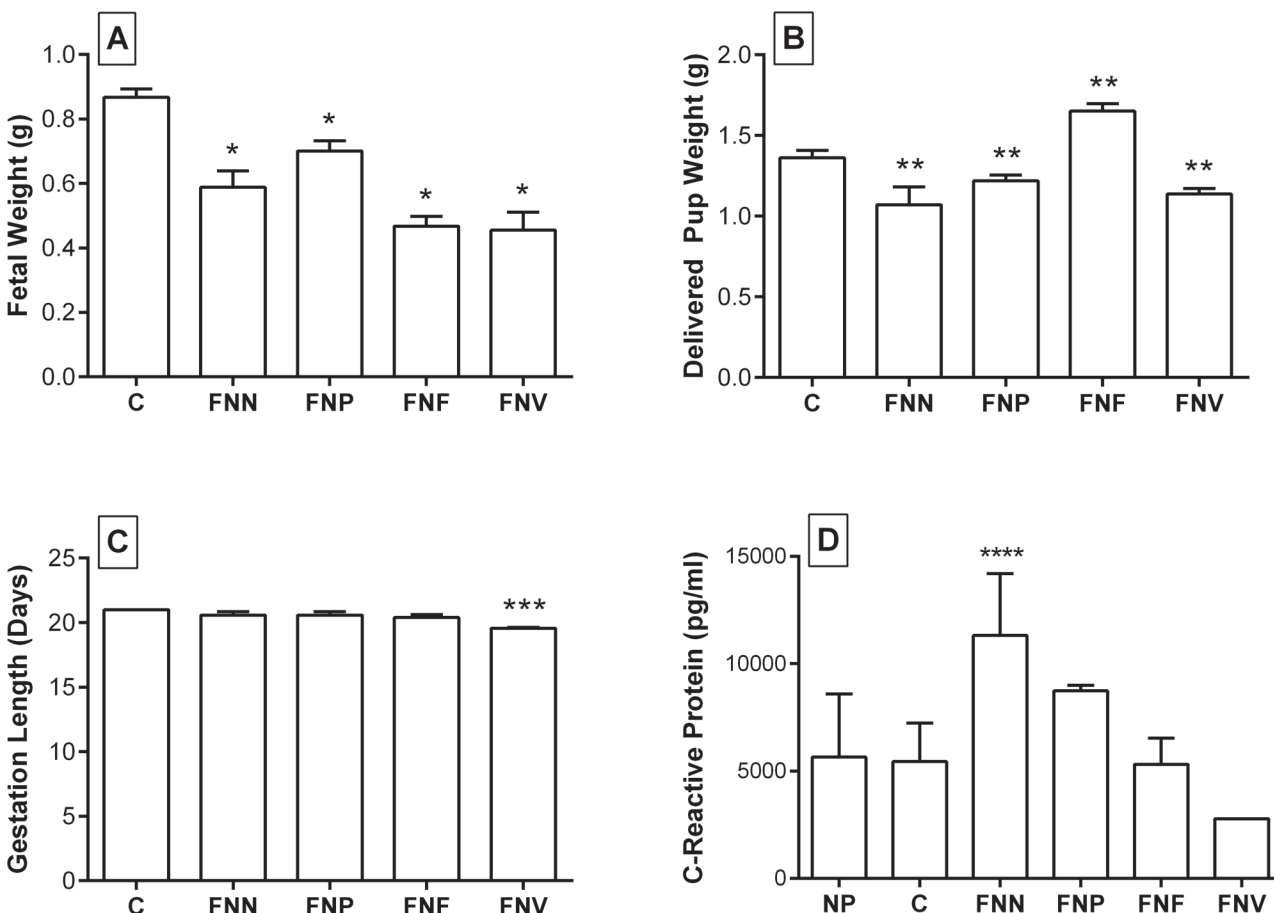 A
Fetal Weight (g)
1.0
0.8
0.6
0.4
0.2
0.0
*
*
*
*
C FNN FNP FNF FNV
B
Delivered Pup Weight (g)
2.0
1.5
1.0
0.5
0.0
**
**
**
**
C FNN FNP FNF FNV
C
Gestation Length (Days)
25
20
15
10
5
0
***
C FNN FNP FNF FNV
D
C-Reactive Protein (pg/ml)
15000
10000
5000
0
****
NP C FNN FNP FNF FNV